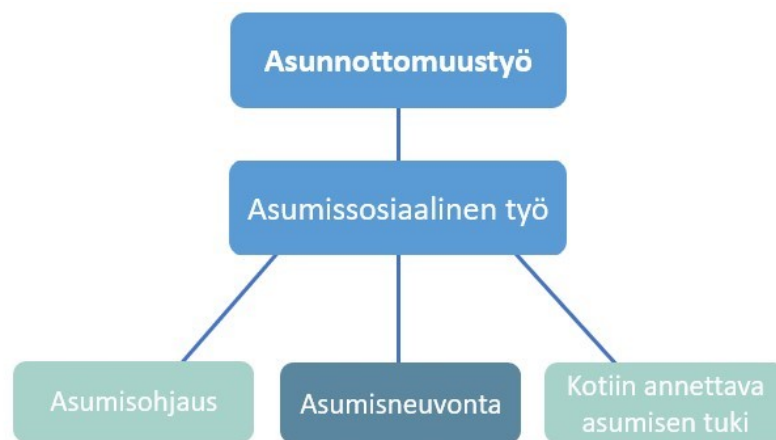 Asunnottomuustyö
Asumissosiaalinen työ
Asumisohjaus
Asumisneuvonta
Kotiin annettava
asumisen tuki